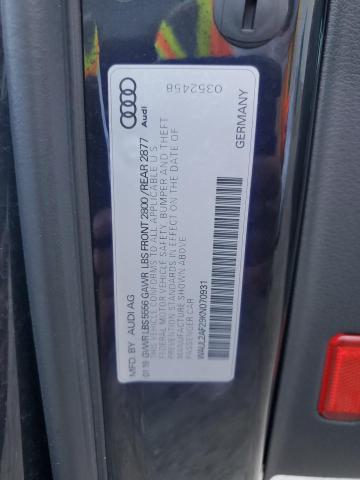 Audi
0352458
GERMANY
MFD. BY AUDI AG
01.19 GVWR LBS 5556 GAWR LBS FRONT 2800 / REAR 2877
THIS VEHICLE CONFORMS TO ALL APPLICABLE U.S.
FEDERAL MOTOR VEHICLE SAFETY, BUMPER AND THEFT
PREVENTION STANDARDS IN EFFECT ON THE DATE OF
MANUFACTURE SHOWN ABOVE
PASSENGER CAR
WAUL2AF29KN070931